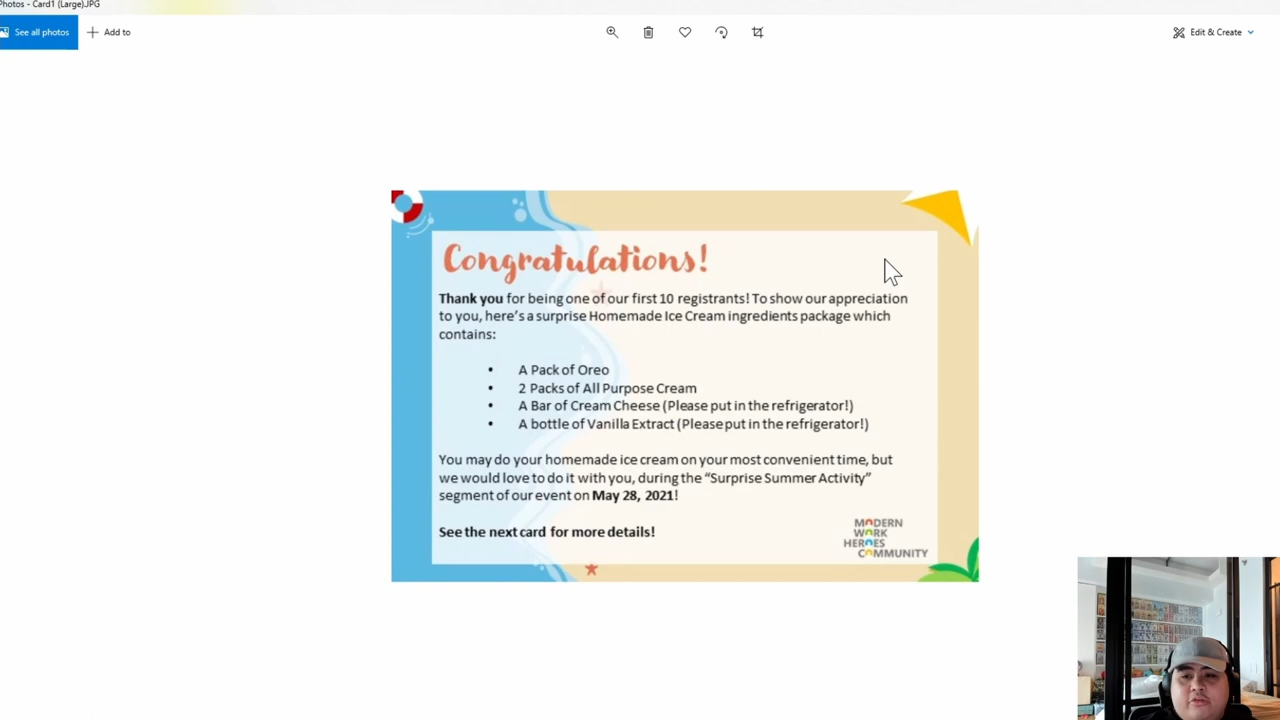 Photos - Card1 (Large).JPG
See all photos
Add to
Edit & Create
Congratulations!
Thank you for being one of our first 10 registrants! To show our appreciation
to you, here's a surprise Homemade Ice Cream ingredients package which
contains:
• A Pack of Oreo
• 2 Packs of All Purpose Cream
• A Bar of Cream Cheese (Please put in the refrigerator!)
• A bottle of Vanilla Extract (Please put in the refrigerator!)
You may do your homemade ice cream on your most convenient time, but
we would love to do it with you, during the “Surprise Summer Activity”
segment of our event on May 28, 2021!
See the next card for more details!
MODERN
WORK
HEROES
COMMUNITY